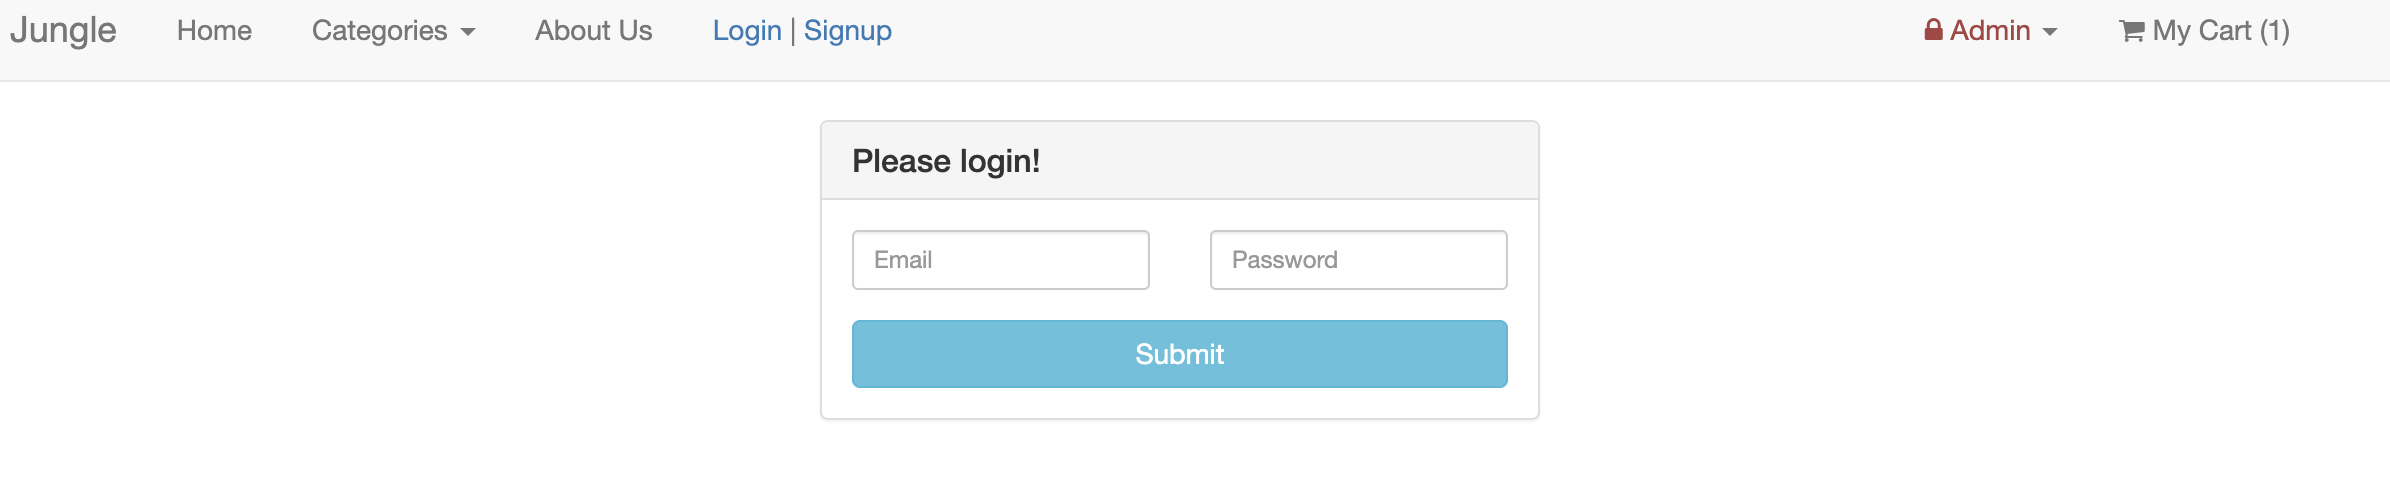 Jungle Home Categories About Us Login | Signup Admin My Cart (1)
Please login!
Email Password
Submit